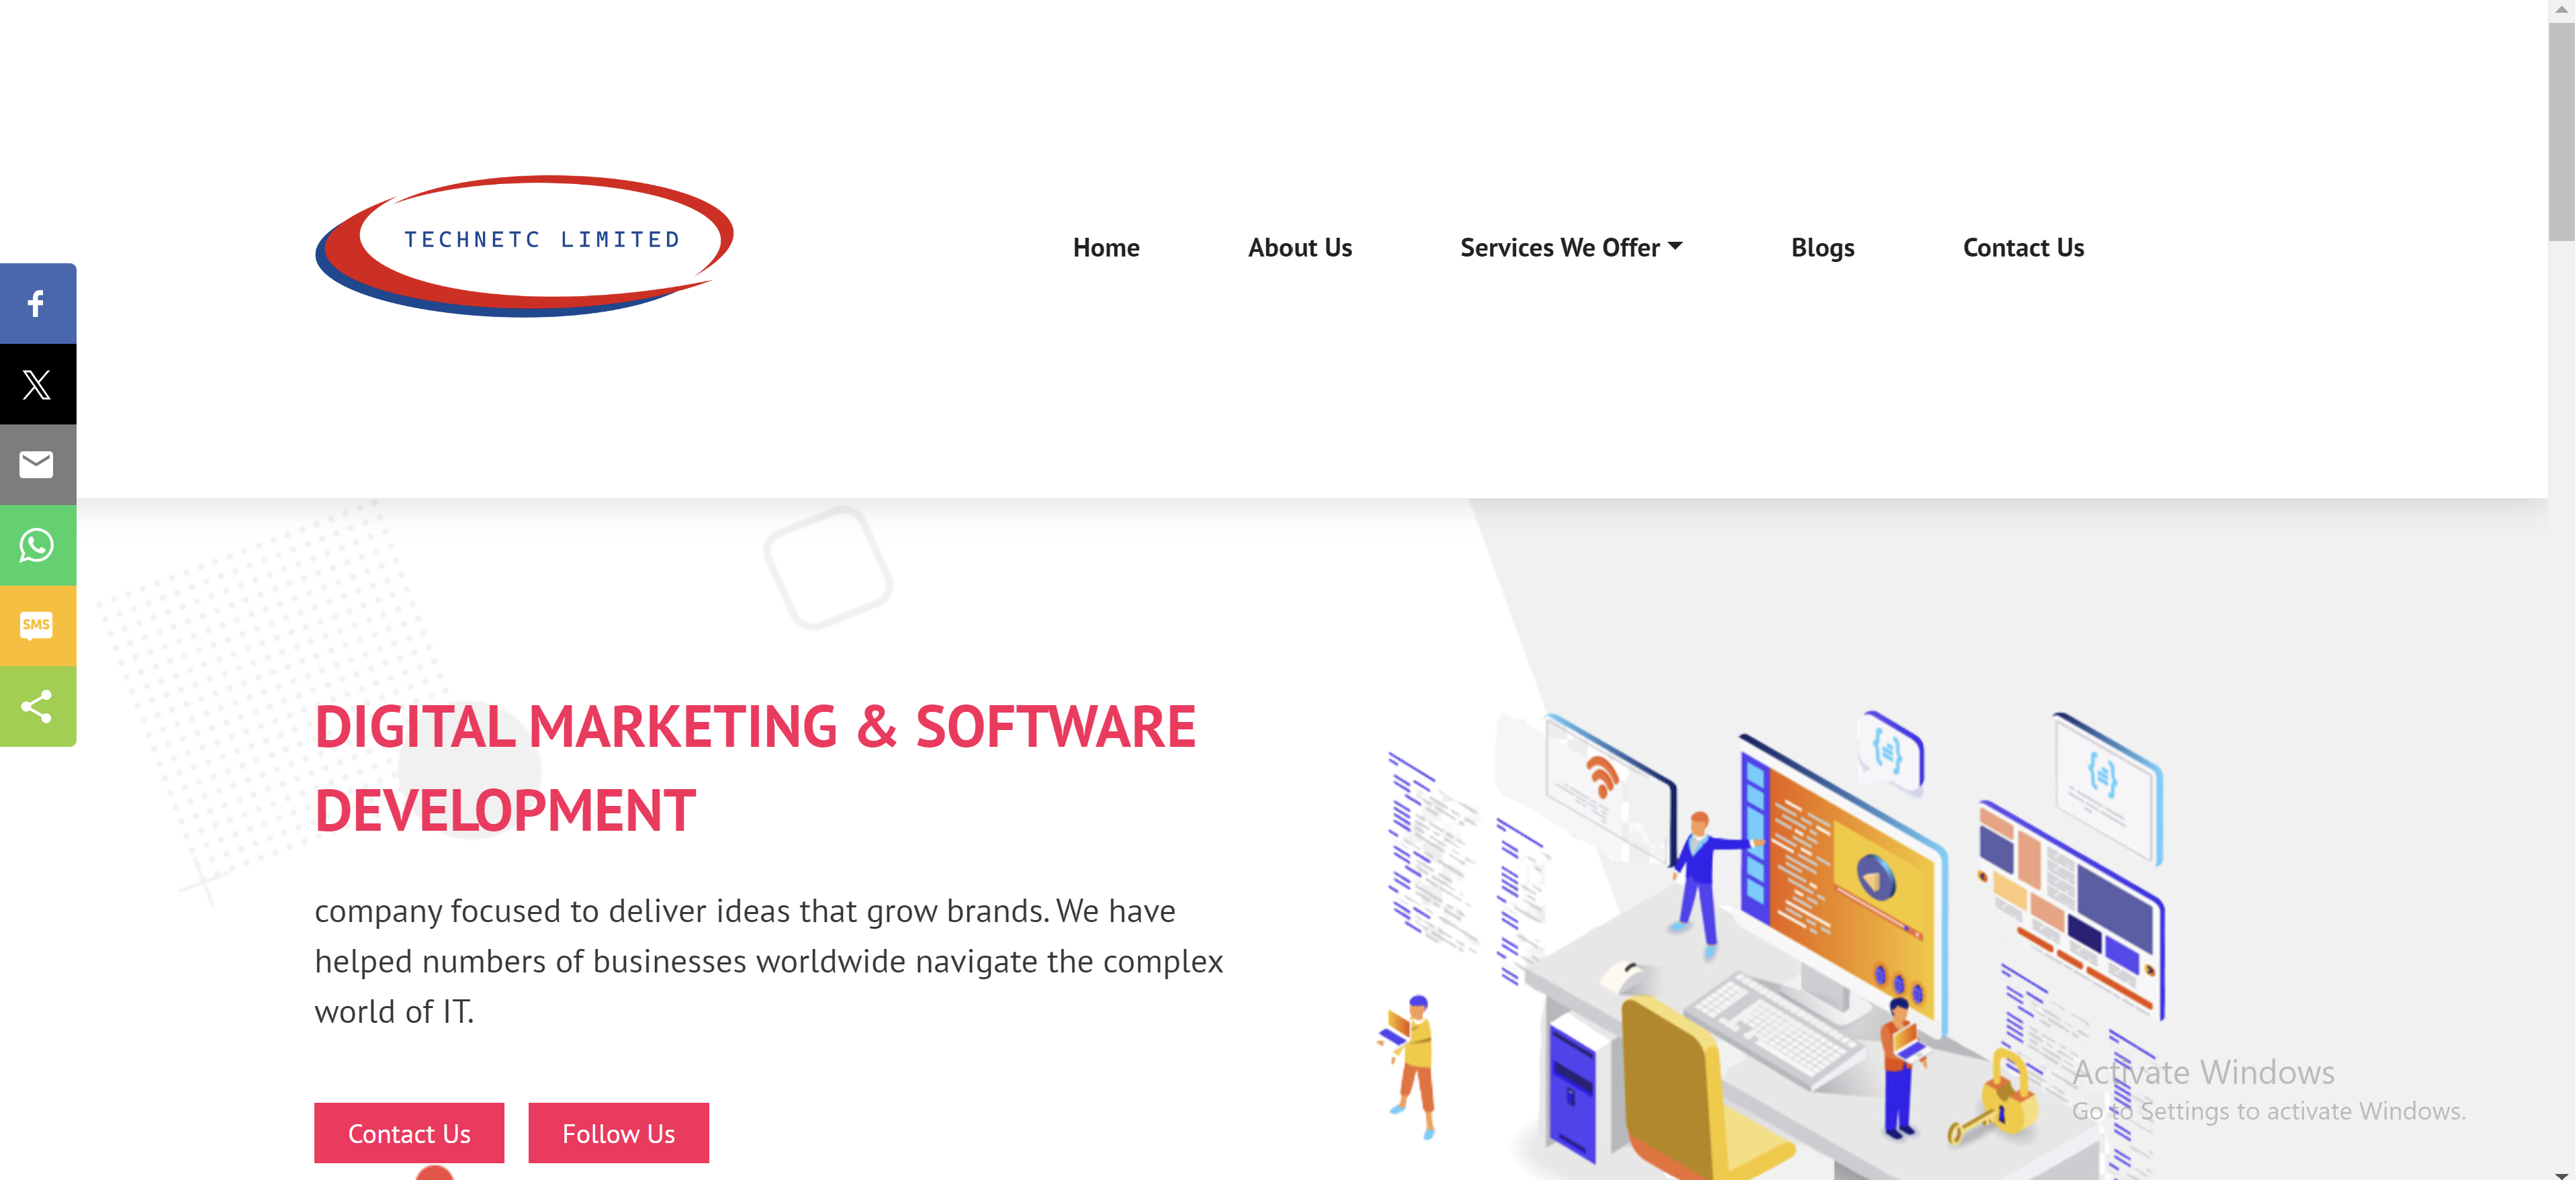 TECHNETC LIMITED
Home About Us Services We Offer Blogs Contact Us
SMS
DIGITAL MARKETING & SOFTWARE
DEVELOPMENT
company focused to deliver ideas that grow brands. We have
helped numbers of businesses worldwide navigate the complex
world of IT.
Contact Us Follow Us
Activate Windows
Go to Settings to activate Windows.